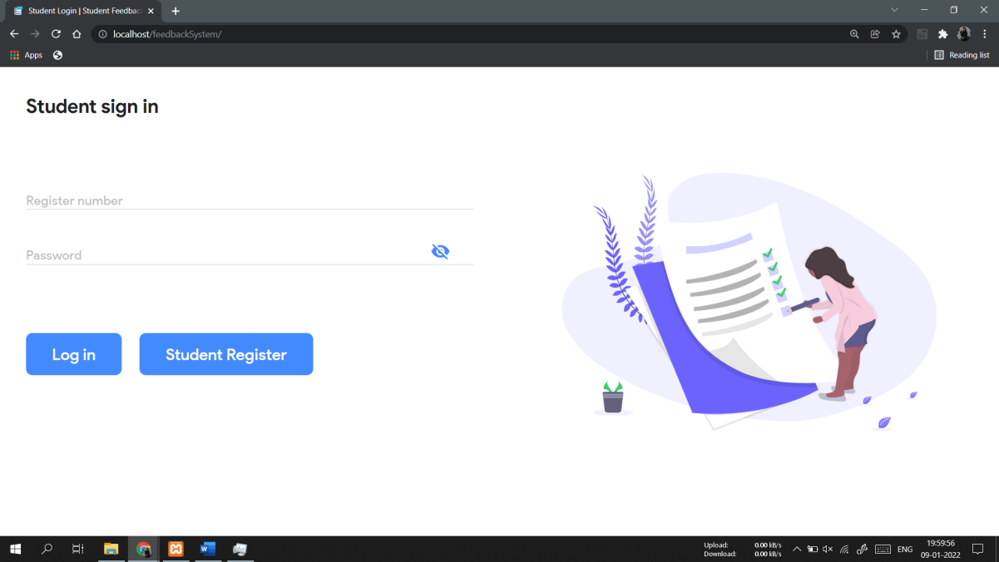 Student Login | Student Feedbac
localhost/feedbackSystem/
Apps
Reading list
Student sign in
Register number
Password
Log in
Student Register
Upload: 0.00 kB/s
Download: 0.00 kB/s
ENG
19:59:56
09-01-2022